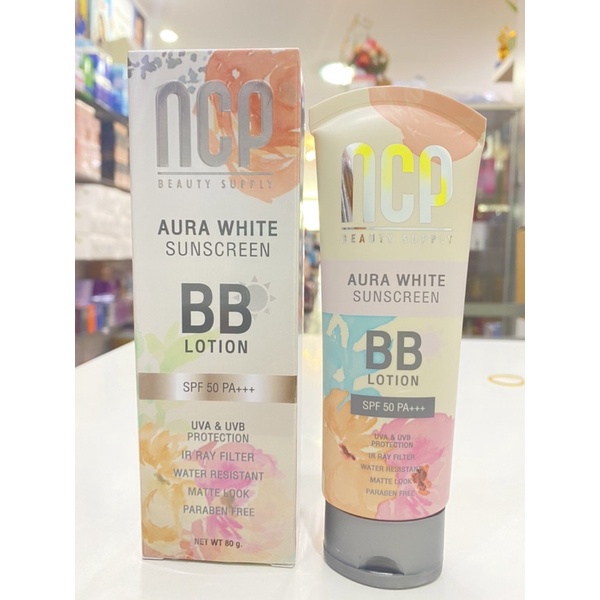 ncp
BEAUTY SUPPLY
AURA WHITE
SUNSCREEN
BB
LOTION
SPF 50 PA+++
UVA & UVB
PROTECTION
IR RAY FILTER
WATER RESISTANT
MATTE LOOK
PARABEN FREE
NET WT 80 g.
ncp
BEAUTY SUPPLY
AURA WHITE
SUNSCREEN
BB
LOTION
SPF 50 PA+++
UVA & UVB
PROTECTION
IR RAY FILTER
WATER RESISTANT
MATTE LOOK
PARABEN FREE